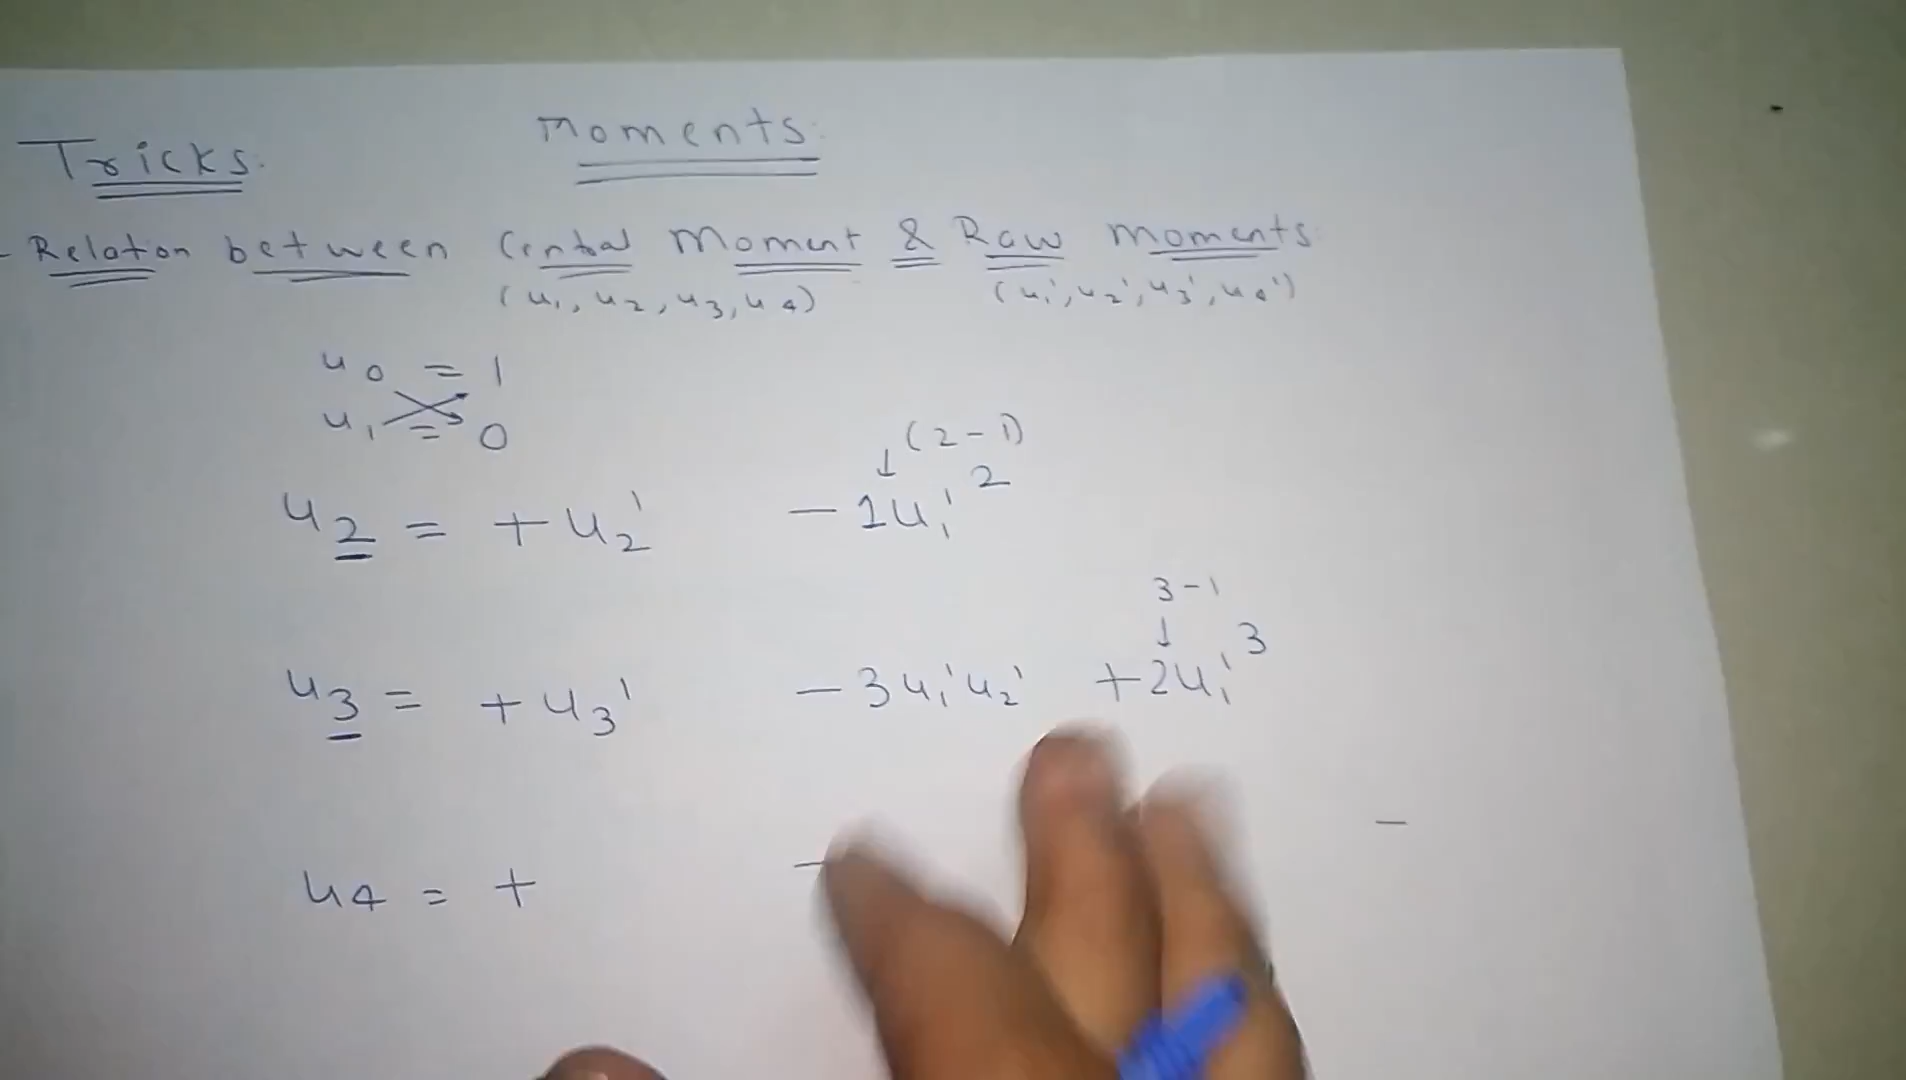 Moments:
Tricks:
- Relation between Central Moment & Raw moments
(u₁, u₂, u₃, u₄) (u₁', u₂', u₃', u₄')
u₀ = 1
u₁ = 0
(2-1)
↓
u₂ = + u₂' - 1u₁'²
3-1
↓
u₃ = + u₃' - 3u₁'u₂' + 2u₁'³
u₄ = + - -